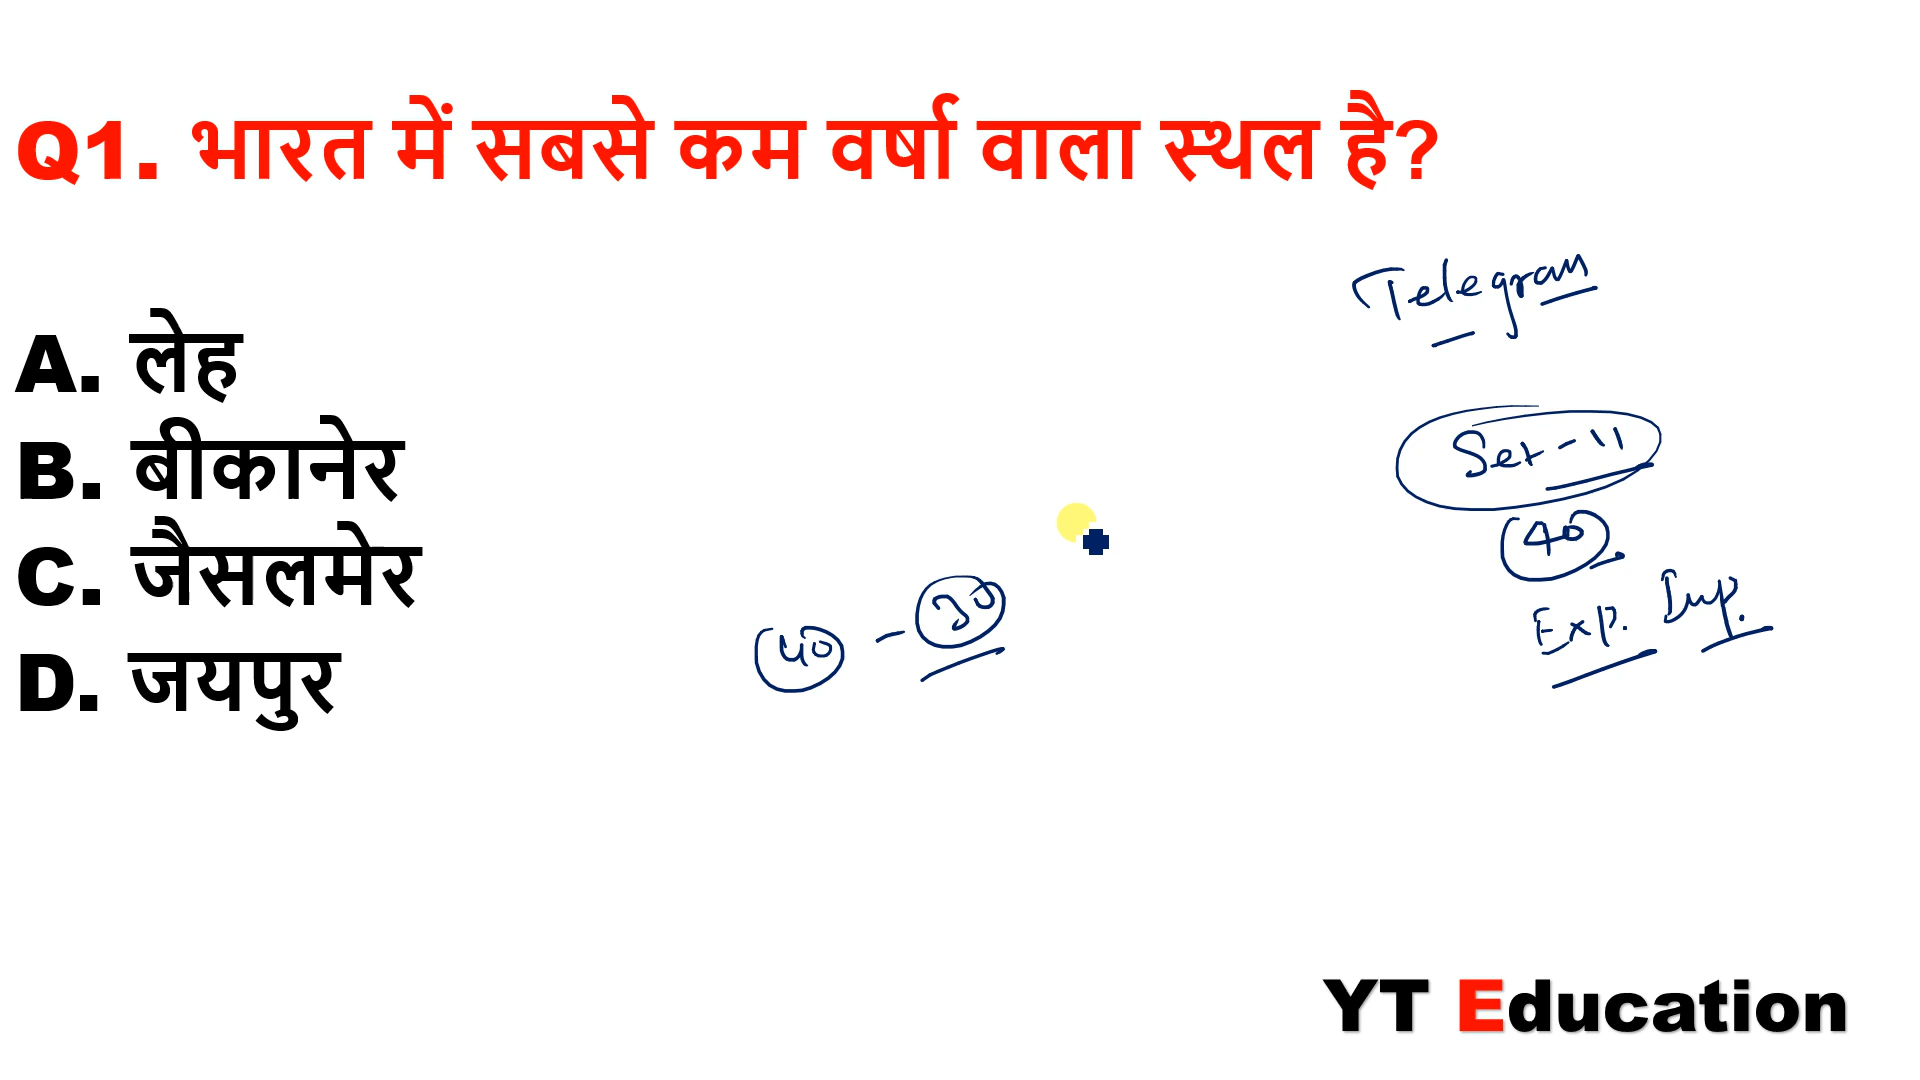 Q1. भारत में सबसे कम वर्षा वाला स्थल है?
Telegram
A. लेह
B. बीकानेर
C. जैसलमेर
D. जयपुर
Set-11
40
Exp. Imp.
40 - 30
YT Education